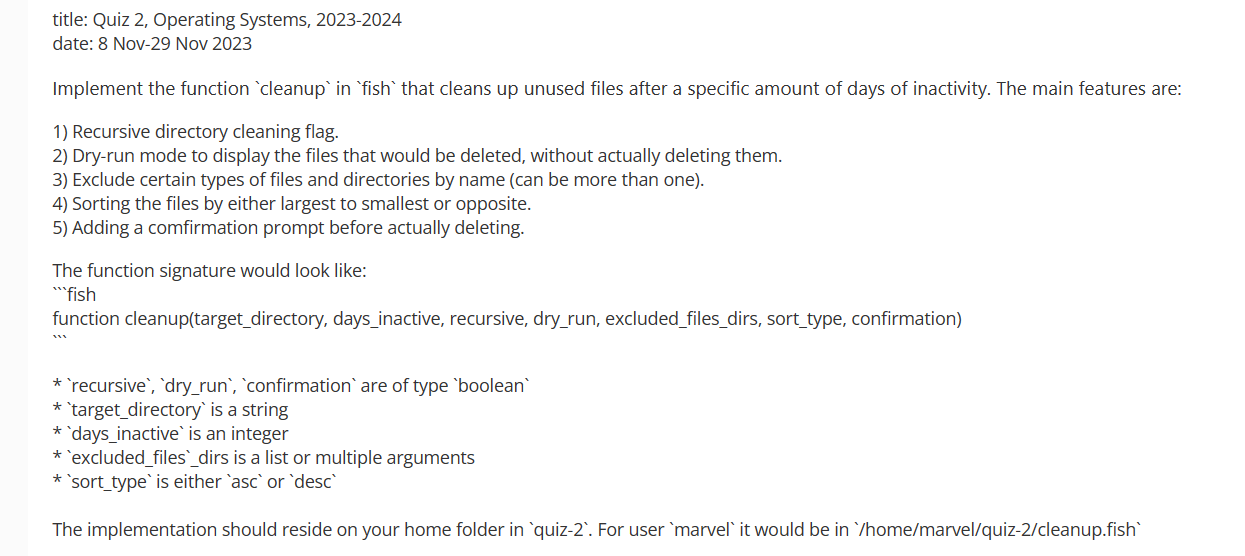 title: Quiz 2, Operating Systems, 2023-2024
date: 8 Nov-29 Nov 2023
Implement the function `cleanup` in `fish` that cleans up unused files after a specific amount of days of inactivity. The main features are:
1) Recursive directory cleaning flag.
2) Dry-run mode to display the files that would be deleted, without actually deleting them.
3) Exclude certain types of files and directories by name (can be more than one).
4) Sorting the files by either largest to smallest or opposite.
5) Adding a comfirmation prompt before actually deleting.
The function signature would look like:
```fish
function cleanup(target_directory, days_inactive, recursive, dry_run, excluded_files_dirs, sort_type, confirmation)
```
* `recursive`, `dry_run`, `confirmation` are of type `boolean`
* `target_directory` is a string
* `days_inactive` is an integer
* `excluded_files`_dirs is a list or multiple arguments
* `sort_type` is either `asc` or `desc`
The implementation should reside on your home folder in `quiz-2`. For user `marvel` it would be in `/home/marvel/quiz-2/cleanup.fish`